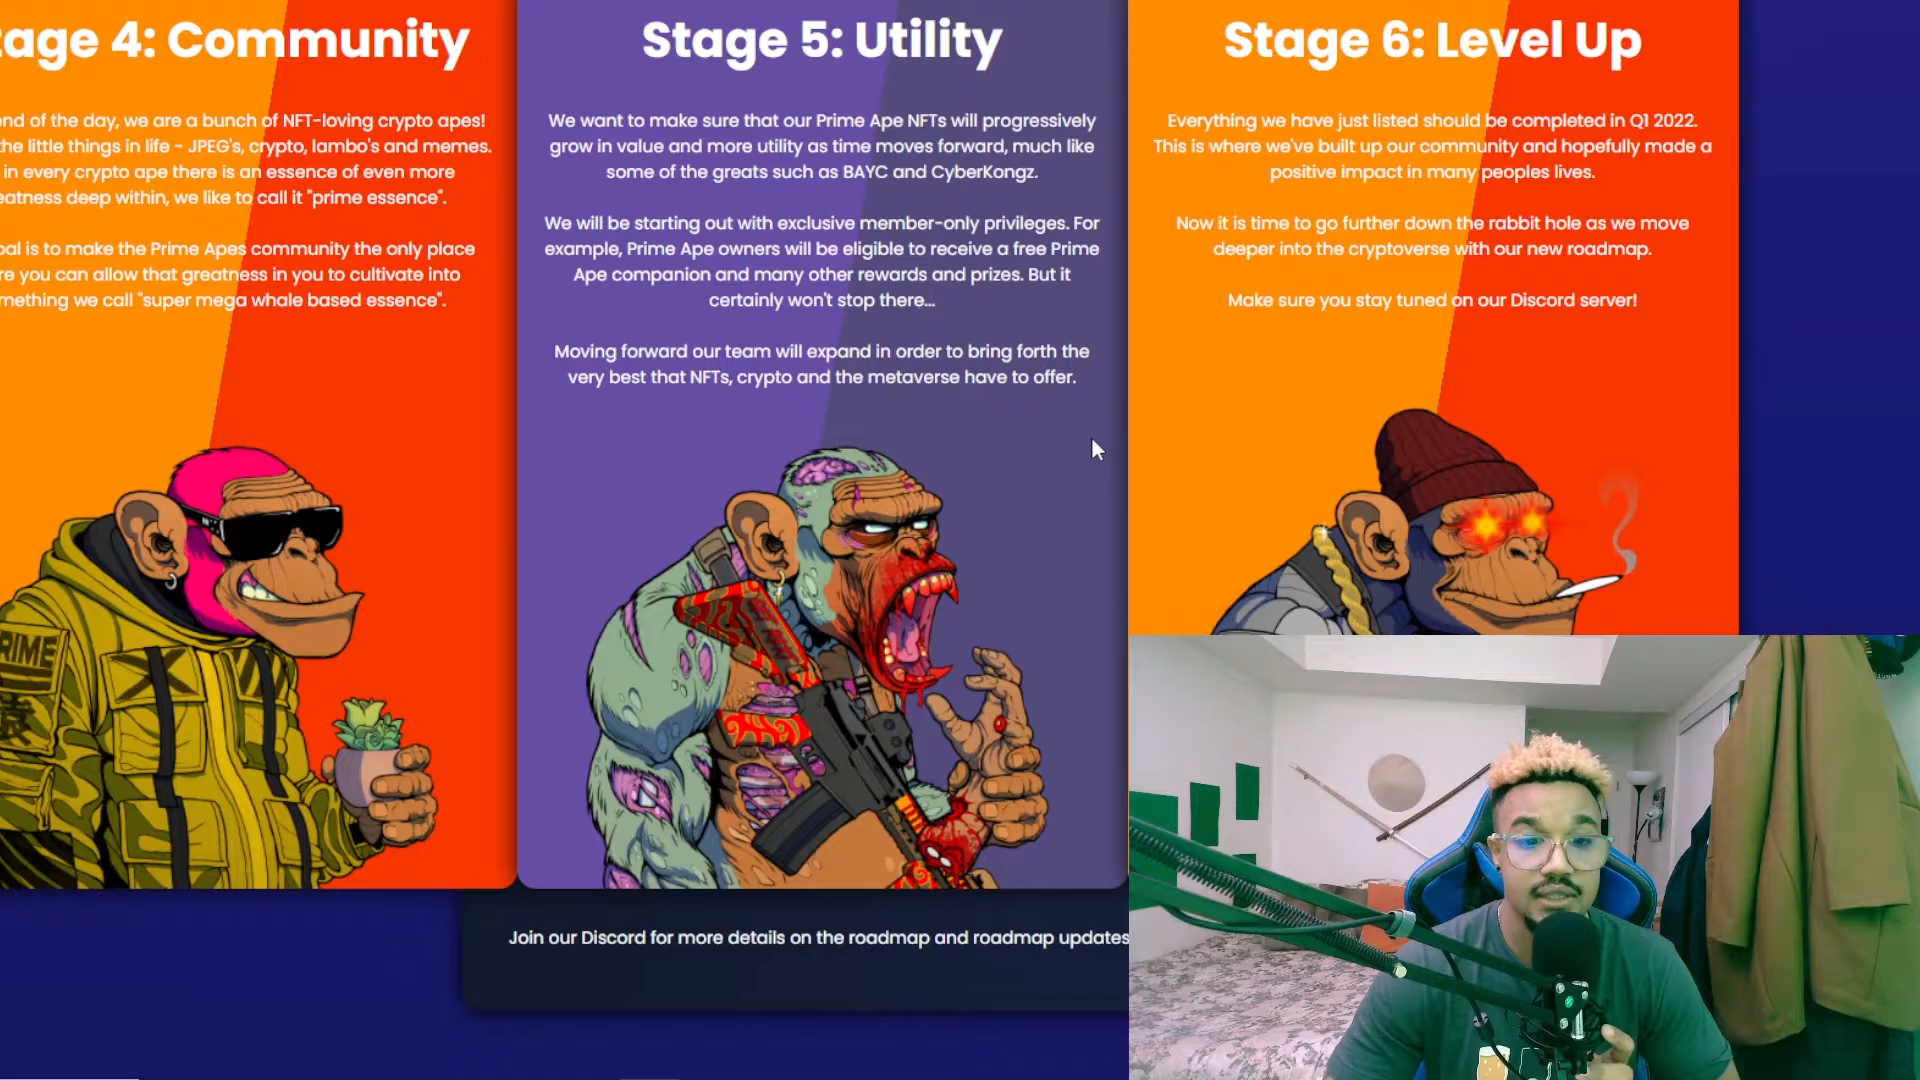 tage 4: Community
end of the day, we are a bunch of NFT-loving crypto apes!
the little things in life - JPEG's, crypto, lambo's and memes.
in every crypto ape there is an essence of even more
eatness deep within, we like to call it "prime essence".
oal is to make the Prime Apes community the only place
re you can allow that greatness in you to cultivate into
mething we call "super mega whale based essence".
PRIME
猿
Stage 5: Utility
We want to make sure that our Prime Ape NFTs will progressively
grow in value and more utility as time moves forward, much like
some of the greats such as BAYC and CyberKongz.
We will be starting out with exclusive member-only privileges. For
example, Prime Ape owners will be eligible to receive a free Prime
Ape companion and many other rewards and prizes. But it
certainly won't stop there...
Moving forward our team will expand in order to bring forth the
very best that NFTs, crypto and the metaverse have to offer.
Stage 6: Level Up
Everything we have just listed should be completed in Q1 2022.
This is where we've built up our community and hopefully made a
positive impact in many peoples lives.
Now it is time to go further down the rabbit hole as we move
deeper into the cryptoverse with our new roadmap.
Make sure you stay tuned on our Discord server!
Join our Discord for more details on the roadmap and roadmap updates